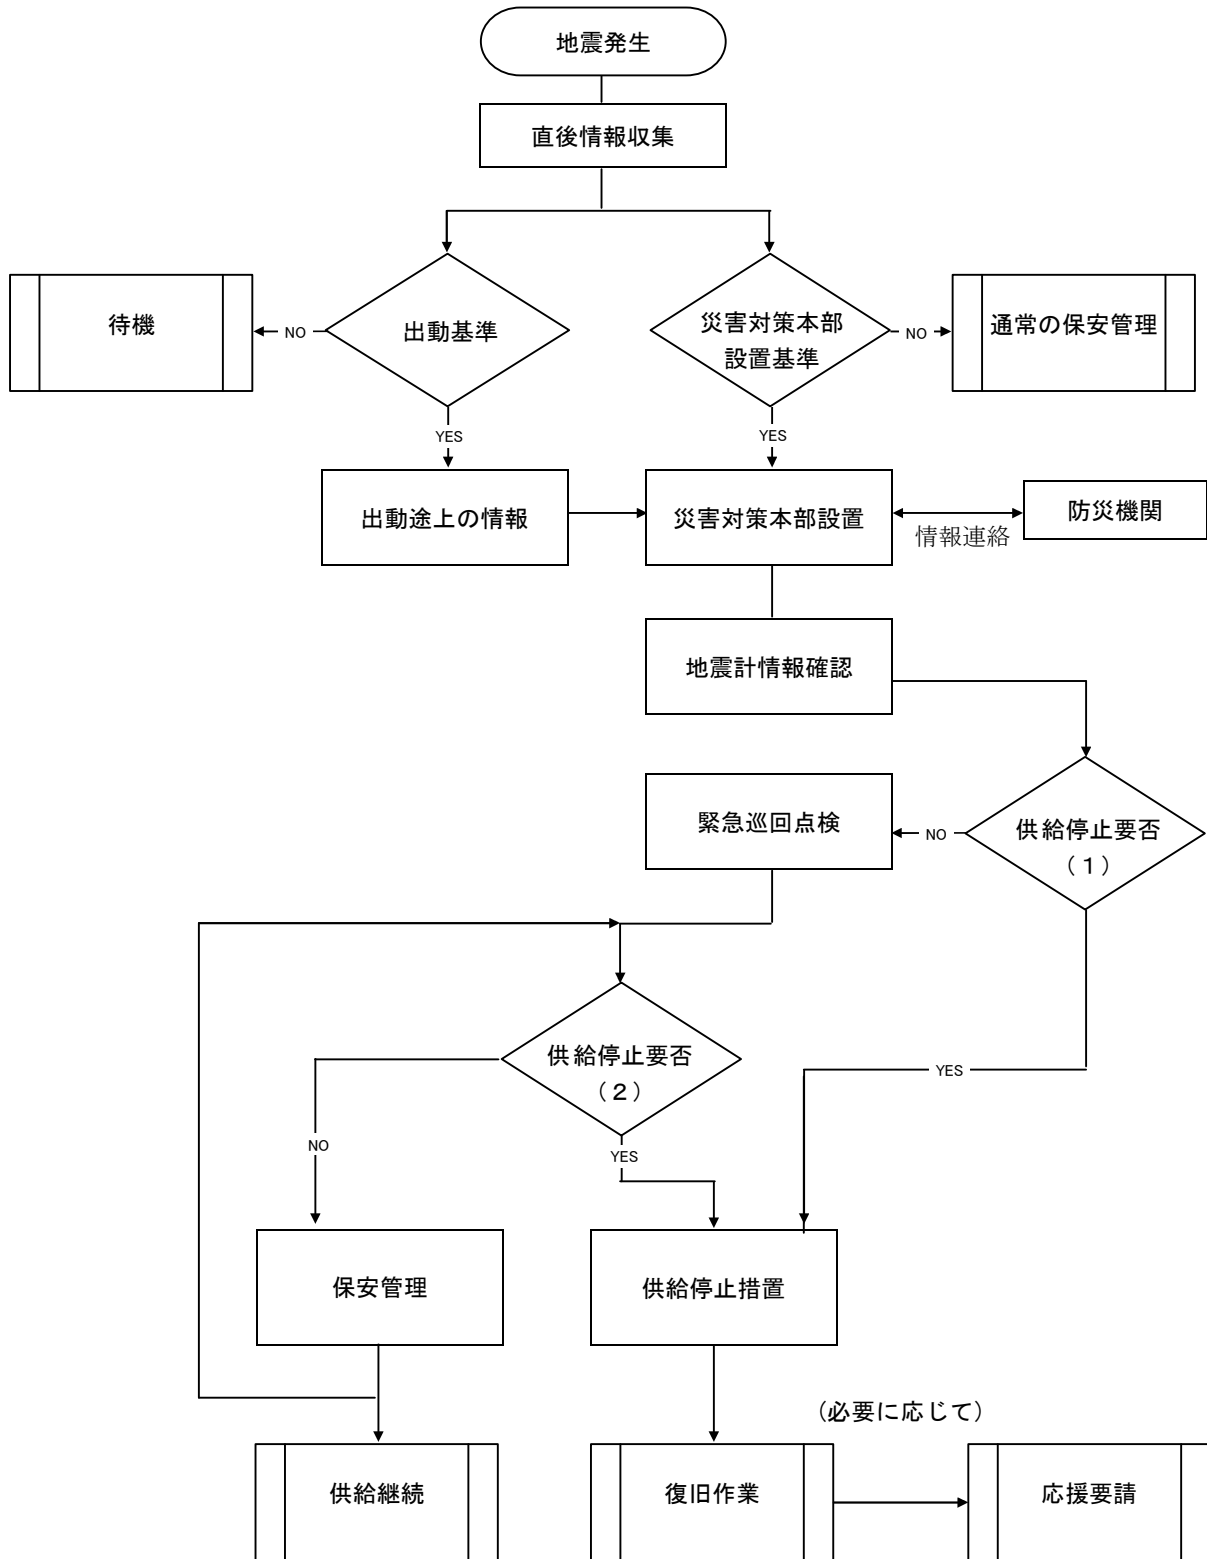 地震発生
直後情報収集
待機
NO
出動基準
災害対策本部
設置基準
NO
通常の保安管理
YES
YES
出動途上の情報
災害対策本部設置
情報連絡
防災機関
地震計情報確認
緊急巡回点検
NO
供給停止要否
(1)
供給停止要否
(2)
YES
NO
YES
保安管理
供給停止措置
(必要に応じて)
供給継続
復旧作業
応援要請